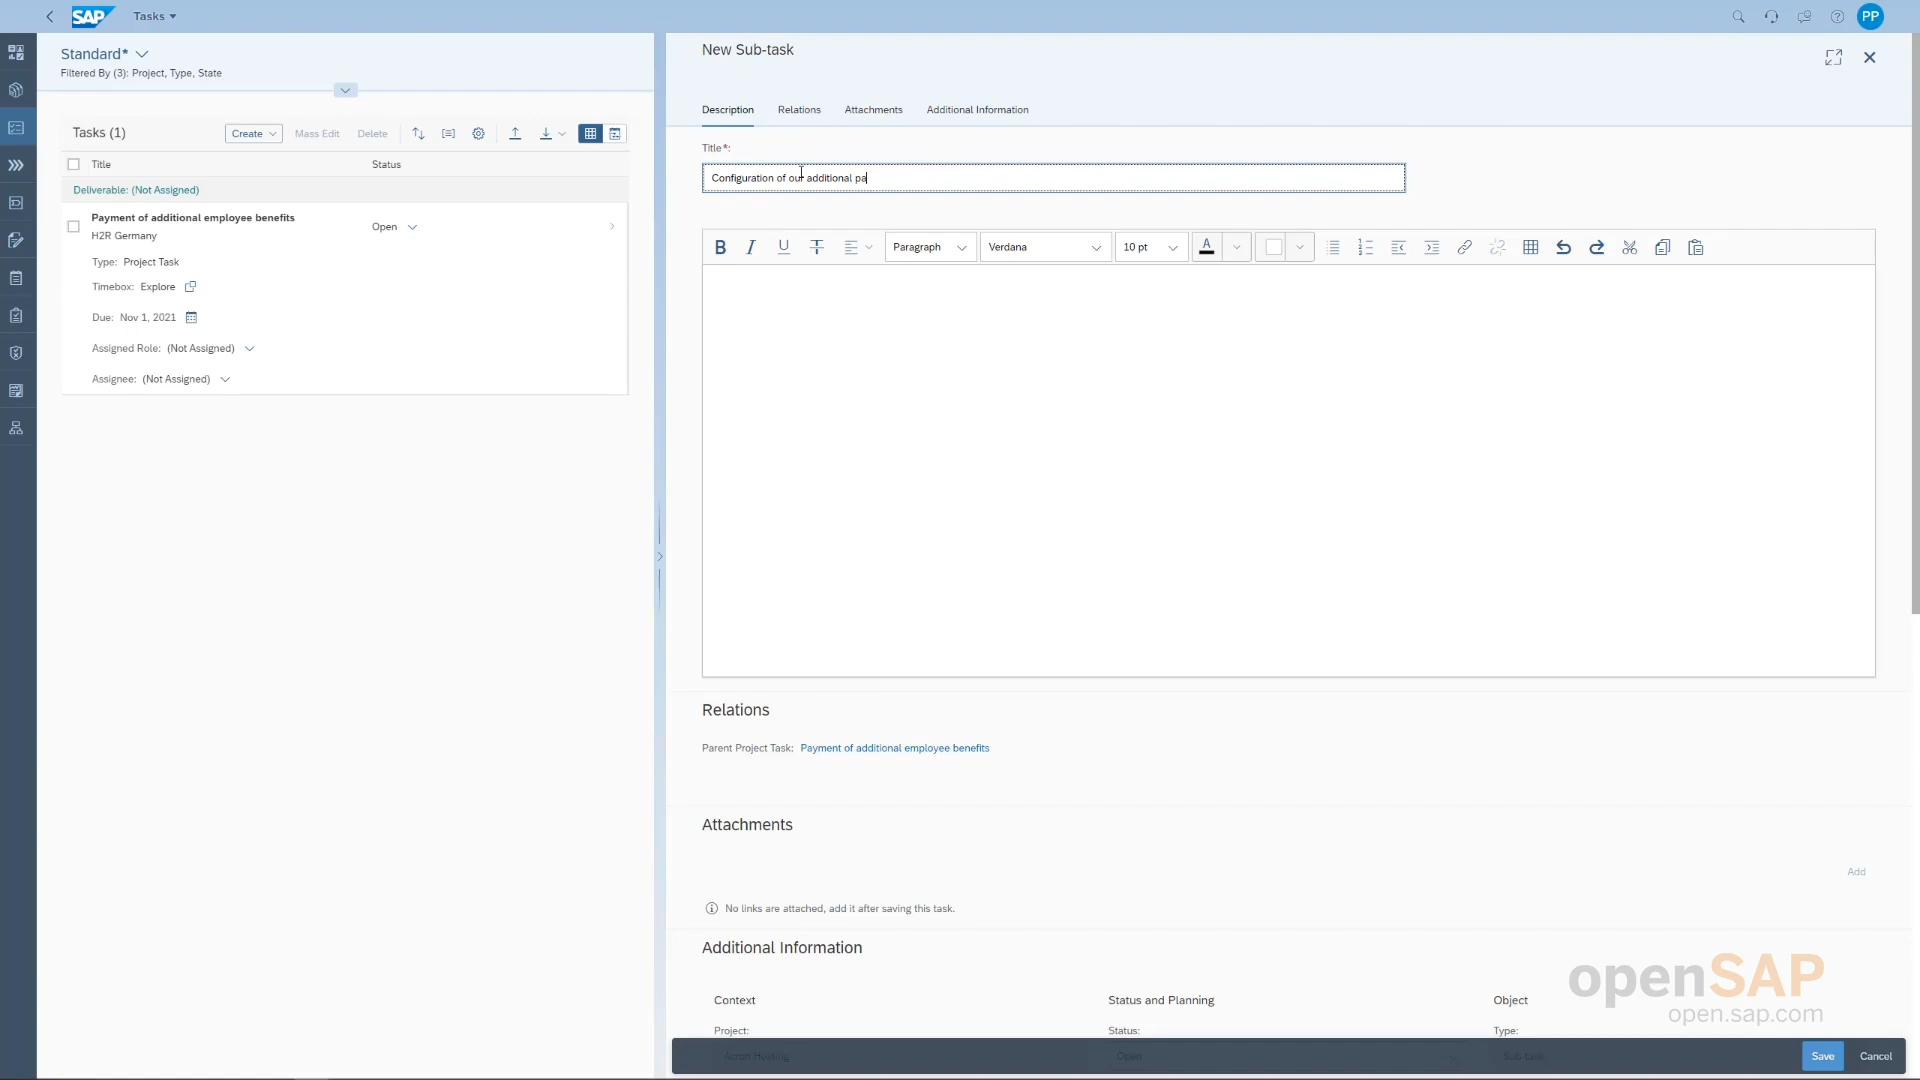 SAP Tasks
PP
Standard*
Filtered By (3): Project, Type, State
Tasks (1) Create Mass Edit Delete
Title Status
Deliverable: (Not Assigned)
Payment of additional employee benefits
H2R Germany
Open
Type: Project Task
Timebox: Explore
Due: Nov 1, 2021
Assigned Role: (Not Assigned)
Assignee: (Not Assigned)
New Sub-task
Description Relations Attachments Additional Information
Title*:
Configuration of our additional pa
B I U T Paragraph Verdana 10 pt A
Relations
Parent Project Task: Payment of additional employee benefits
Attachments
Add
No links are attached, add it after saving this task.
Additional Information
Context Status and Planning Object
Project: Status: Type:
Open Sub-task
Save Cancel
openSAP
open.sap.com